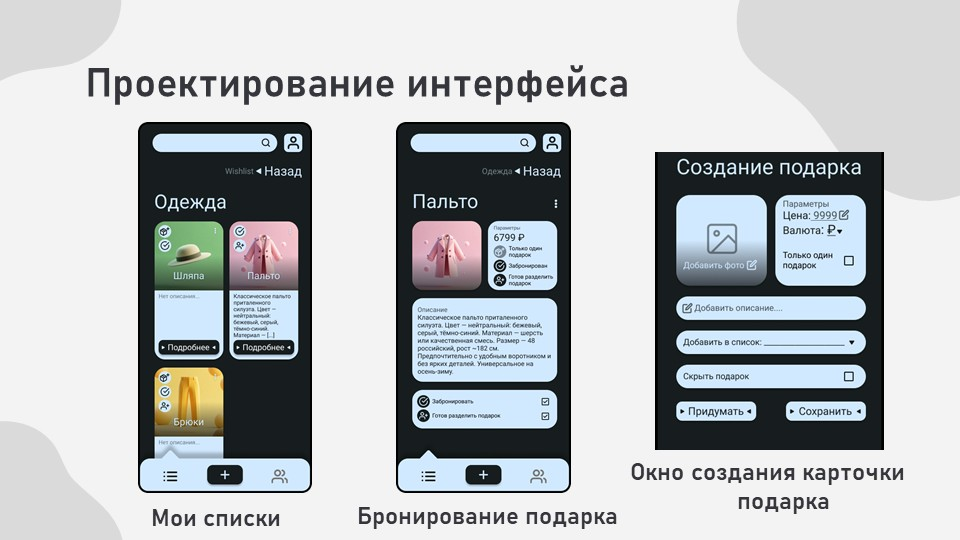 Проектирование интерфейса
Wishlist ◀ Назад
Одежда
Шляпа
Нет описания...
Подробнее
Пальто
Классическое пальто
приталенного
силуэта. Цвет —
нейтральный:
бежевый, серый,
тёмно-синий.
Материал — [...]
Подробнее
Брюки
Нет описания...
Мои списки
Одежда ◀ Назад
Пальто
Параметры
6799 ₽
Только один
подарок
Забронирован
Готов разделить
подарок
Описание
Классическое пальто приталенного
силуэта. Цвет — нейтральный: бежевый,
серый, тёмно-синий. Материал — шерсть
или качественная смесь. Размер — 48
российский, рост ~182 см.
Предпочтительно с удобным воротником и
без ярких деталей. Универсальное на
осень-зиму.
Забронировать
Готов разделить подарок
Бронирование подарка
Создание подарка
Добавить фото
Параметры
Цена: 9999
Валюта: ₽
Только один
подарок
Добавить описание....
Добавить в список:
Скрыть подарок
Придумать
Сохранить
Окно создания карточки
подарка